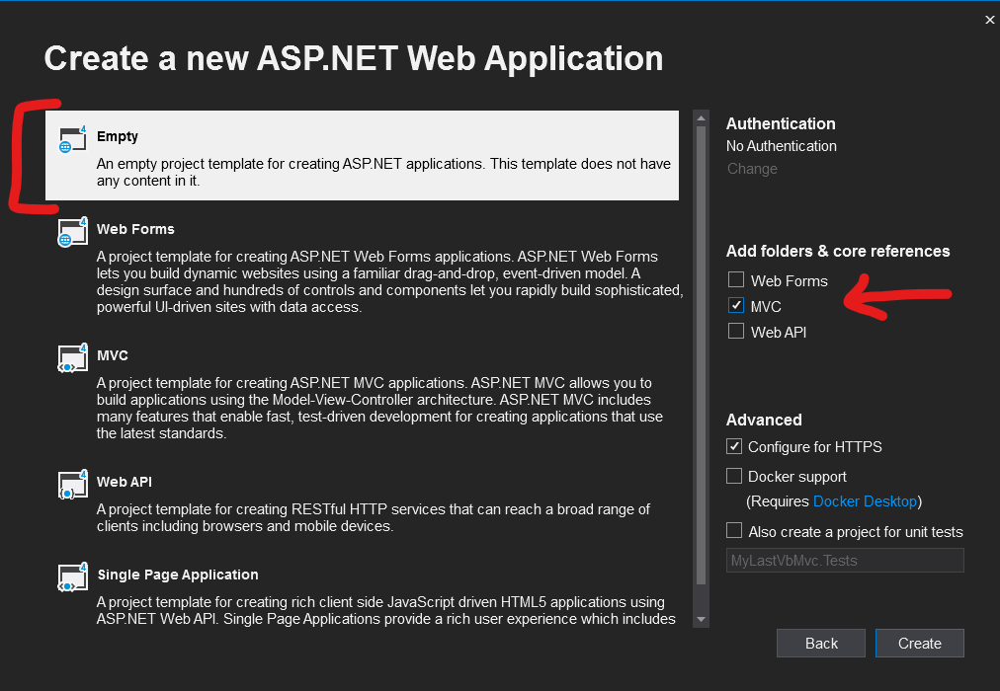 Create a new ASP.NET Web Application
Empty
An empty project template for creating ASP.NET applications. This template does not have
any content in it.
Web Forms
A project template for creating ASP.NET Web Forms applications. ASP.NET Web Forms
lets you build dynamic websites using a familiar drag-and-drop, event-driven model. A
design surface and hundreds of controls and components let you rapidly build sophisticated,
powerful UI-driven sites with data access.
MVC
A project template for creating ASP.NET MVC applications. ASP.NET MVC allows you to
build applications using the Model-View-Controller architecture. ASP.NET MVC includes
many features that enable fast, test-driven development for creating applications that use
the latest standards.
Web API
A project template for creating RESTful HTTP services that can reach a broad range of
clients including browsers and mobile devices.
Single Page Application
A project template for creating rich client side JavaScript driven HTML5 applications using
ASP.NET Web API. Single Page Applications provide a rich user experience which includes
Authentication
No Authentication
Change
Add folders & core references
Web Forms
MVC
Web API
Advanced
Configure for HTTPS
Docker support
(Requires Docker Desktop)
Also create a project for unit tests
MyLastVbMvc.Tests
Back
Create